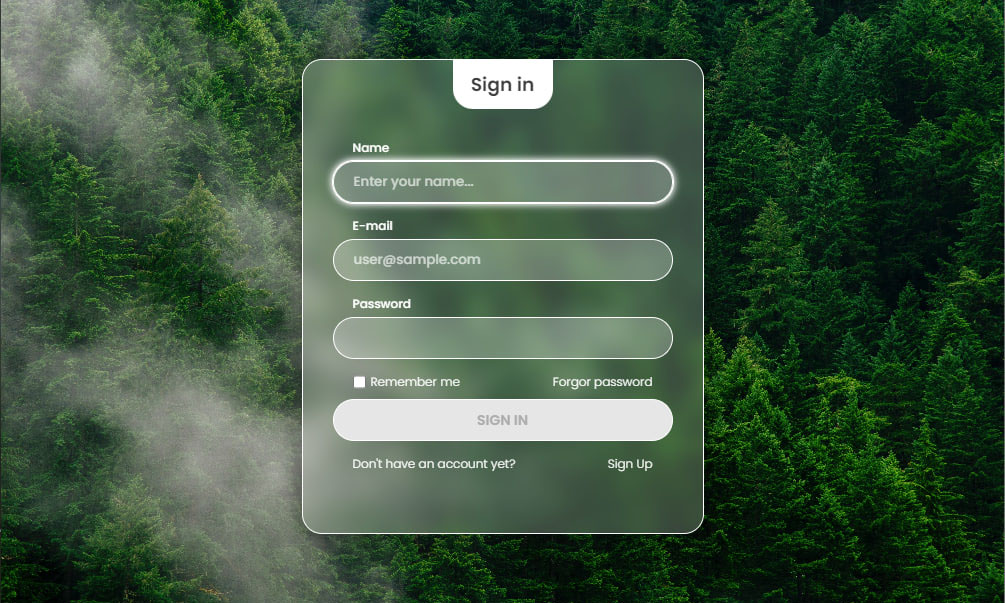 Sign in
Name
Enter your name...
E-mail
user@sample.com
Password
Remember me Forgor password
SIGN IN
Don't have an account yet? Sign Up